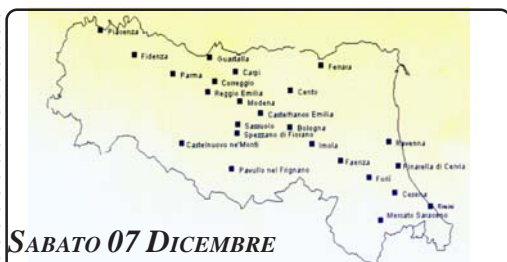 Piacenza
Fidenza
Guastalla
Parma
Carpi
Ferrara
Correggio
Reggio Emilia
Cento
Modena
Castelfranco Emilia
Sassuolo
Bologna
Spezzano di Fiorano
Castelnuovo ne'Monti
Imola
Ravenna
Pavullo nel Frignano
Faenza
Pinarella di Cervia
Forlì
Cesena
Mercato Saraceno
SABATO 07 DICEMBRE